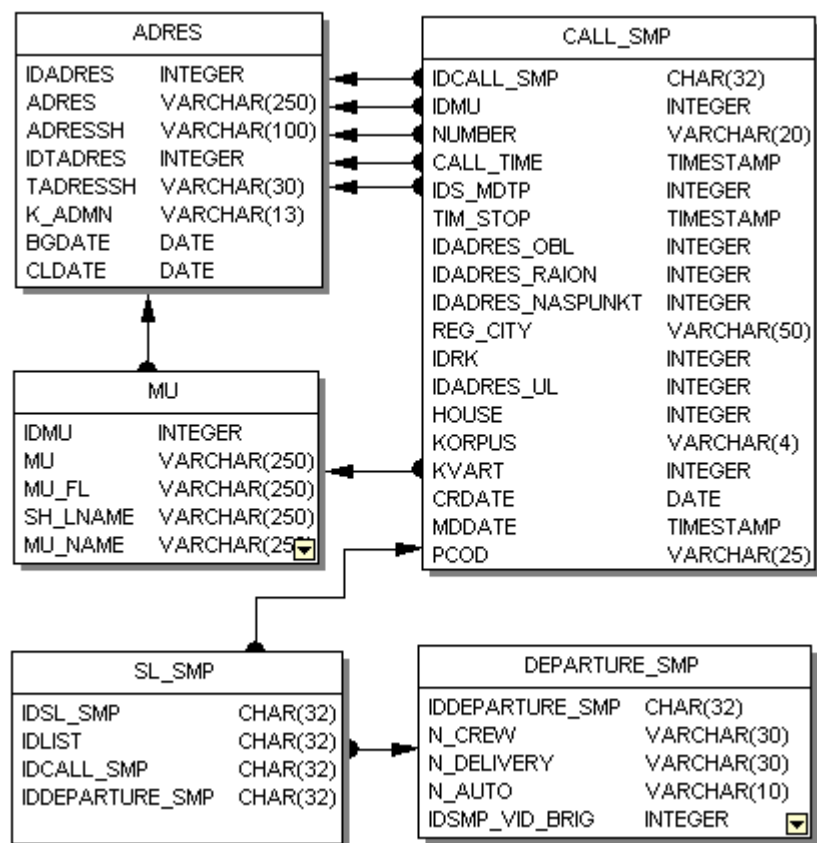 ADRES
IDADRES INTEGER
ADRES VARCHAR(250)
ADRESSH VARCHAR(100)
IDTADRES INTEGER
TADRESSH VARCHAR(30)
K_ADMN VARCHAR(13)
BGDATE DATE
CLDATE DATE
CALL_SMP
IDCALL_SMP CHAR(32)
IDMU INTEGER
NUMBER VARCHAR(20)
CALL_TIME TIMESTAMP
IDS_MDTP INTEGER
TIM_STOP TIMESTAMP
IDADRES_OBL INTEGER
IDADRES_RAION INTEGER
IDADRES_NASPUNKT INTEGER
REG_CITY VARCHAR(50)
IDRK INTEGER
IDADRES_UL INTEGER
HOUSE INTEGER
KORPUS VARCHAR(4)
KVART INTEGER
CRDATE DATE
MDDATE TIMESTAMP
PCOD VARCHAR(25)
MU
IDMU INTEGER
MU VARCHAR(250)
MU_FL VARCHAR(250)
SH_LNAME VARCHAR(250)
MU_NAME
SL_SMP
IDSL_SMP CHAR(32)
IDLIST CHAR(32)
IDCALL_SMP CHAR(32)
IDDEPARTURE_SMP CHAR(32)
DEPARTURE_SMP
IDDEPARTURE_SMP CHAR(32)
N_CREW VARCHAR(30)
N_DELIVERY VARCHAR(30)
N_AUTO VARCHAR(10)
IDSMP_VID_BRIG INTEGER